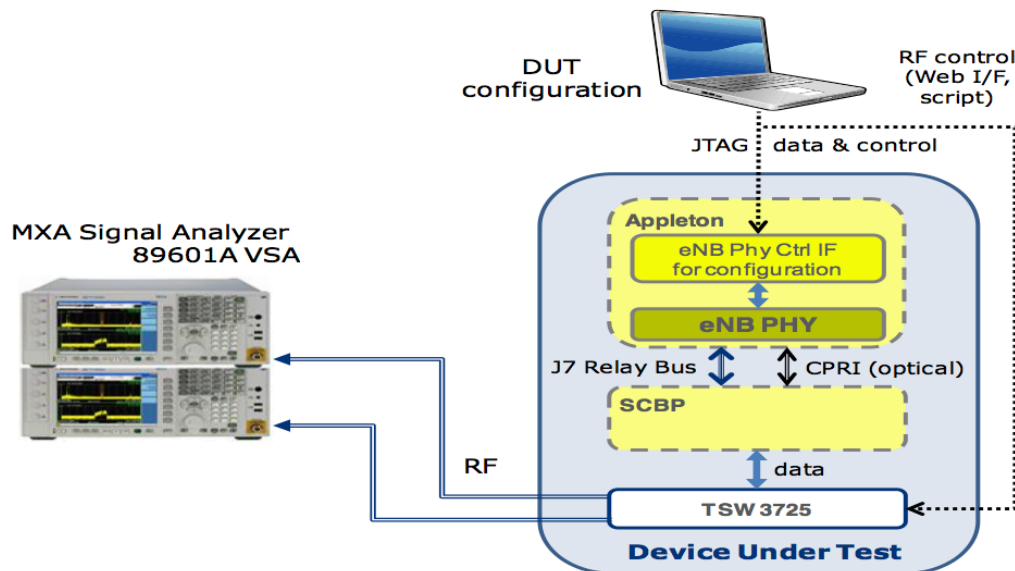 DUT
configuration
RF control
(Web I/F,
script)
JTAG data & control
MXA Signal Analyzer
89601A VSA
Appleton
eNB Phy Ctrl IF
for configuration
eNB PHY
J7 Relay Bus
CPRI (optical)
SCBP
data
RF
TSW 3725
Device Under Test